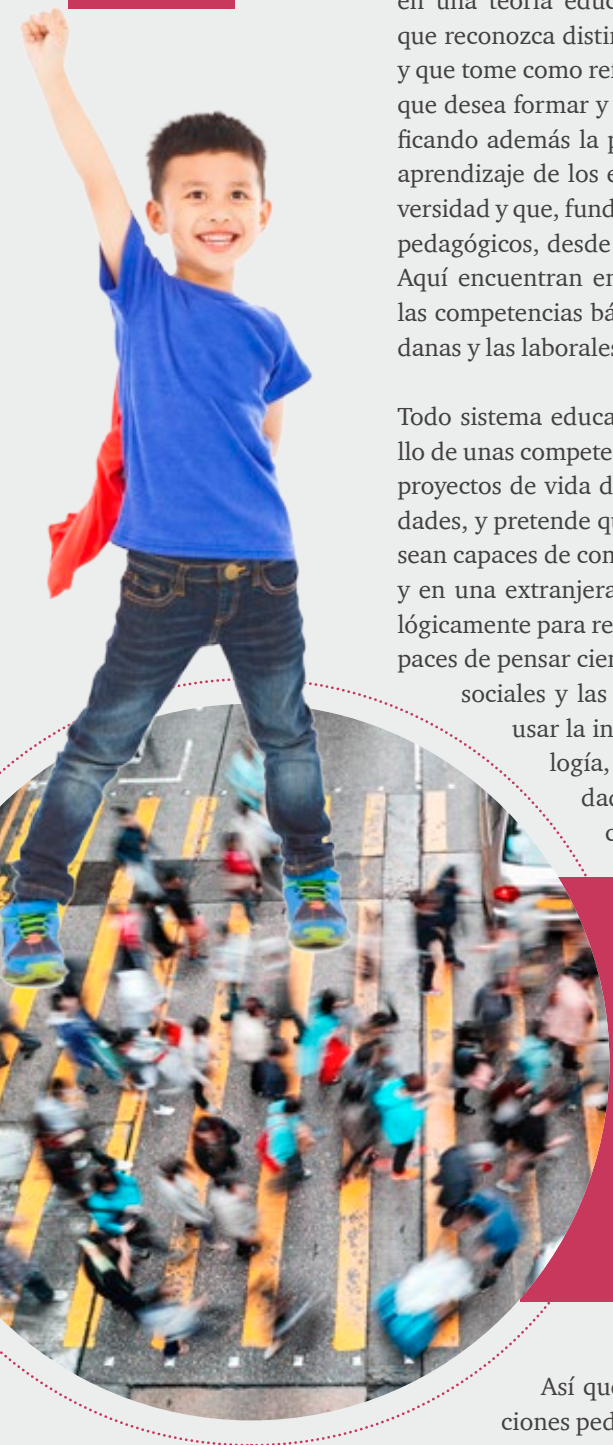 en una teoría educ
que reconozca distin
y que tome como ref
que desea formar y
ficando además la p
aprendizaje de los e
versidad y que, fund
pedagógicos, desde
Aquí encuentran en
las competencias bá
danas y las laborales
Todo sistema educa
llo de unas compete
proyectos de vida d
dades, y pretende qu
sean capaces de com
y en una extranjera
lógicamente para re
paces de pensar cien
sociales y las
usar la in
logía,
dad
c
Así que
ciones ped